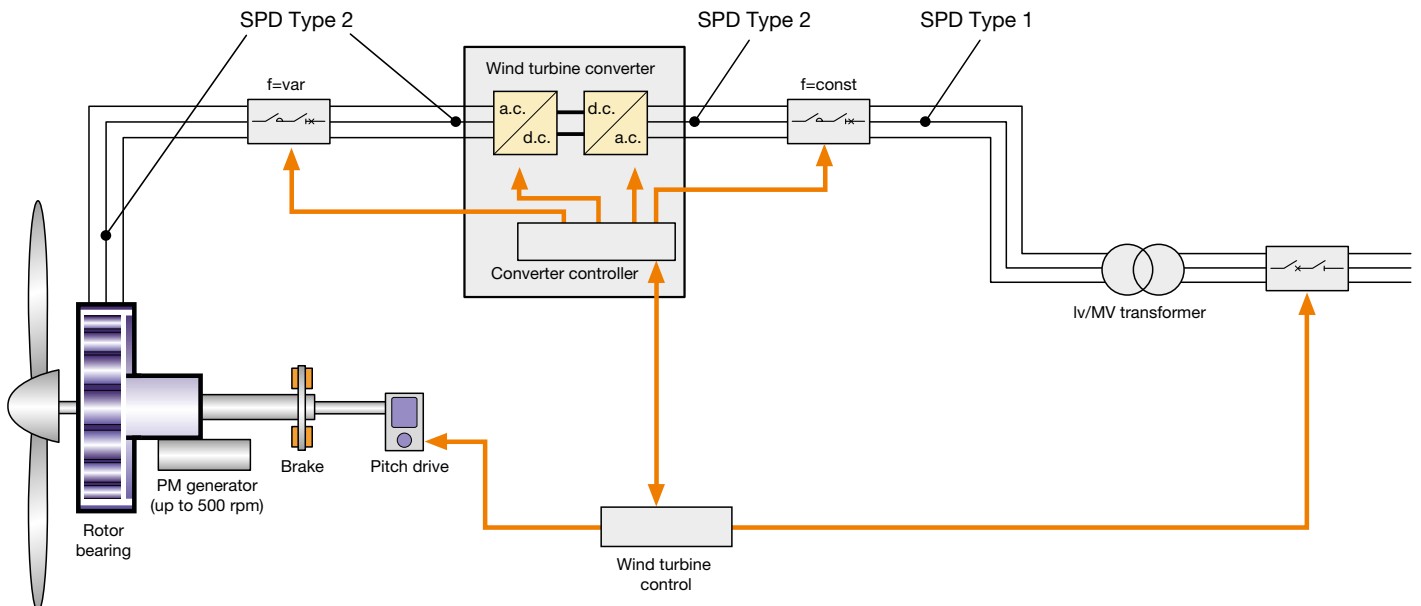 SPD Type 2
SPD Type 2
SPD Type 1
Wind turbine converter
f=var
f=const
a.c.
d.c.
d.c.
a.c.
Converter controller
lv/MV transformer
Brake
Pitch drive
PM generator
(up to 500 rpm)
Rotor
bearing
Wind turbine
control